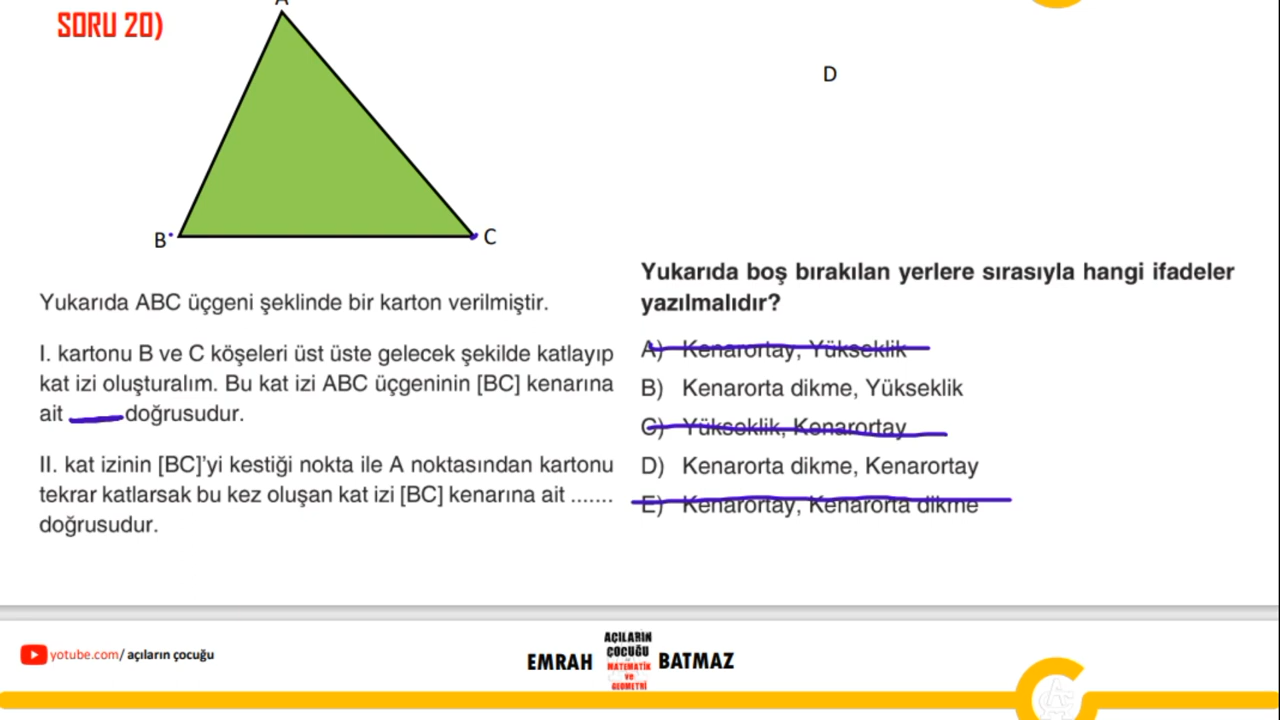 SORU 20)
A
B
C
D
Yukarıda ABC üçgeni şeklinde bir karton verilmiştir.
I. kartonu B ve C köşeleri üst üste gelecek şekilde katlayıp
kat izi oluşturalım. Bu kat izi ABC üçgeninin [BC] kenarına
ait ____ doğrusudur.
II. kat izinin [BC]’yi kestiği nokta ile A noktasından kartonu
tekrar katlarsak bu kez oluşan kat izi [BC] kenarına ait .......
doğrusudur.
Yukarıda boş bırakılan yerlere sırasıyla hangi ifadeler
yazılmalıdır?
A) Kenarortay, Yükseklik
B) Kenarorta dikme, Yükseklik
C) Yükseklik, Kenarortay
D) Kenarorta dikme, Kenarortay
E) Kenarortay, Kenarorta dikme
yotube.com/ açıların çocuğu
EMRAH
AÇILARIN
ÇOCUĞU
MATEMATİK
ve
GEOMETRİ
BATMAZ